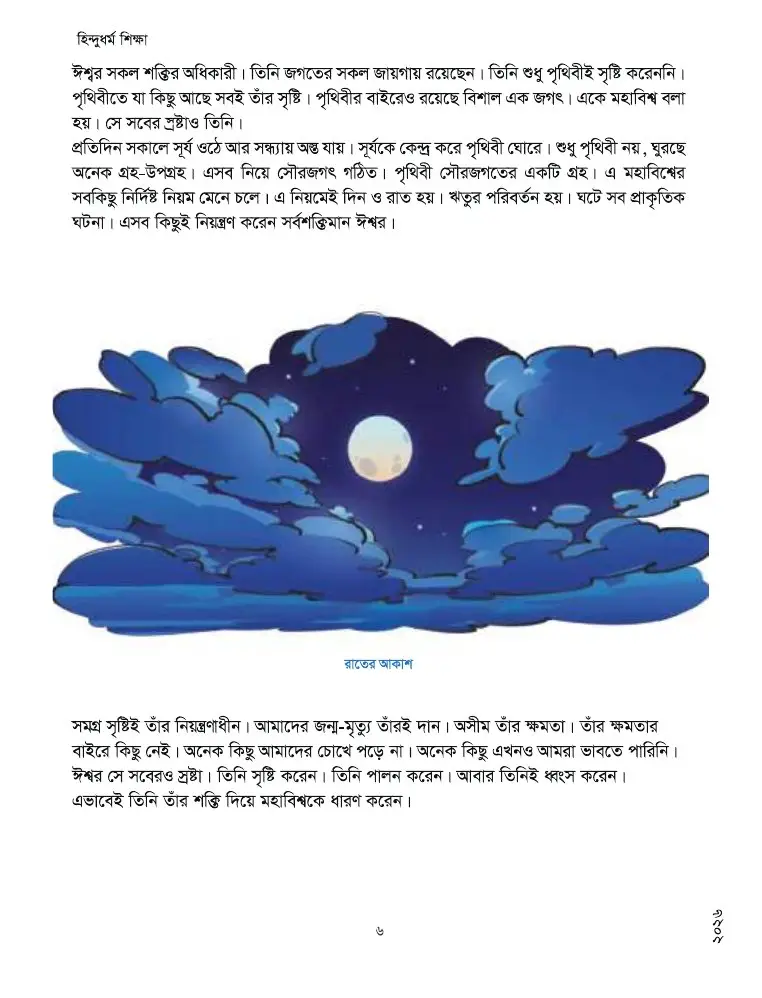 হিন্দুধর্ম শিক্ষা
ঈশ্বর সকল শক্তির অধিকারী। তিনি জগতের সকল জায়গায় রয়েছেন। তিনি শুধু পৃথিবীই সৃষ্টি করেননি।
পৃথিবীতে যা কিছু আছে সবই তাঁর সৃষ্টি। পৃথিবীর বাইরেও রয়েছে বিশাল এক জগৎ। একে মহাবিশ্ব বলা
হয়। সে সবের স্রষ্টাও তিনি।
প্রতিদিন সকালে সূর্য ওঠে আর সন্ধ্যায় অস্ত যায়। সূর্যকে কেন্দ্র করে পৃথিবী ঘোরে। শুধু পৃথিবী নয়, ঘুরছে
অনেক গ্রহ-উপগ্রহ। এসব নিয়ে সৌরজগৎ গঠিত। পৃথিবী সৌরজগতের একটি গ্রহ। এ মহাবিশ্বের
সবকিছু নির্দিষ্ট নিয়ম মেনে চলে। এ নিয়মেই দিন ও রাত হয়। ঋতুর পরিবর্তন হয়। ঘটে সব প্রাকৃতিক
ঘটনা। এসব কিছুই নিয়ন্ত্রণ করেন সর্বশক্তিমান ঈশ্বর।
রাতের আকাশ
সমগ্র সৃষ্টিই তাঁর নিয়ন্ত্রণাধীন। আমাদের জন্ম-মৃত্যু তাঁরই দান। অসীম তাঁর ক্ষমতা। তাঁর ক্ষমতার
বাইরে কিছু নেই। অনেক কিছু আমাদের চোখে পড়ে না। অনেক কিছু এখনও আমরা ভাবতে পারিনি।
ঈশ্বর সে সবেরও স্রষ্টা। তিনি সৃষ্টি করেন। তিনি পালন করেন। আবার তিনিই ধ্বংস করেন।
এভাবেই তিনি তাঁর শক্তি দিয়ে মহাবিশ্বকে ধারণ করেন।
৬
২০২৬